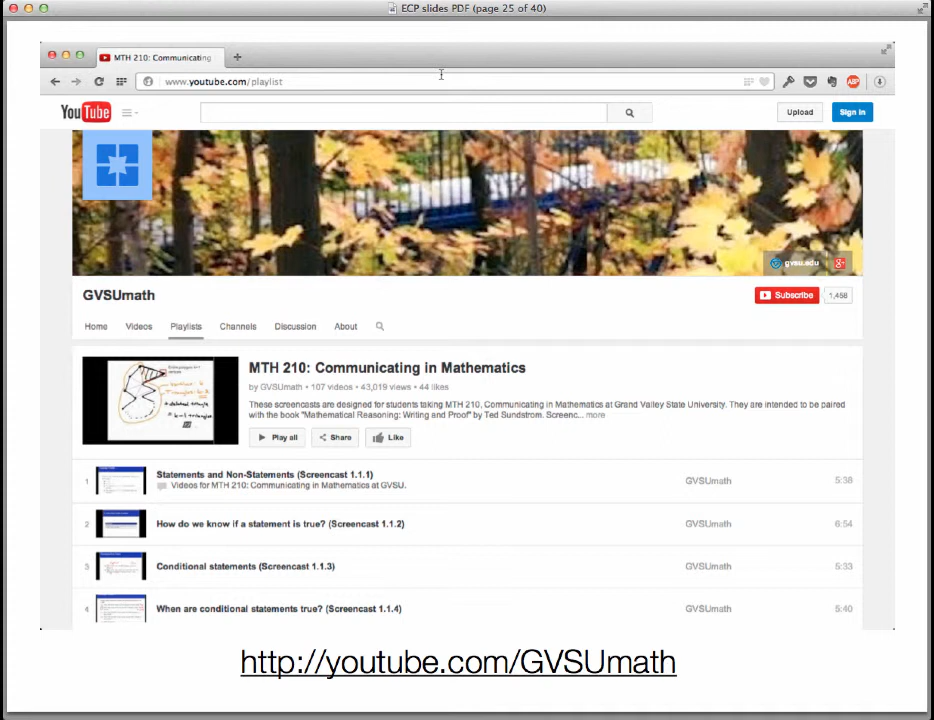 ECP slides PDF (page 25 of 40)
MTH 210: Communicating
www.youtube.com/playlist
ABP
YouTube
Upload
Sign in
gvsu.edu
GVSUmath
Subscribe
1,456
Home Videos Playlists Channels Discussion About
MTH 210: Communicating in Mathematics
by GVSUmath • 107 videos • 43,019 views • 44 likes
These screencasts are designed for students taking MTH 210, Communicating in Mathematics at Grand Valley State University. They are intended to be paired
with the book "Mathematical Reasoning: Writing and Proof" by Ted Sundstrom. Screenc... more
Play all Share Like
1 Statements and Non-Statements (Screencast 1.1.1) GVSUmath 5:38
Videos for MTH 210: Communicating in Mathematics at GVSU.
2 How do we know if a statement is true? (Screencast 1.1.2) GVSUmath 6:54
3 Conditional statements (Screencast 1.1.3) GVSUmath 5:33
4 When are conditional statements true? (Screencast 1.1.4) GVSUmath 5:40
http://youtube.com/GVSUmath